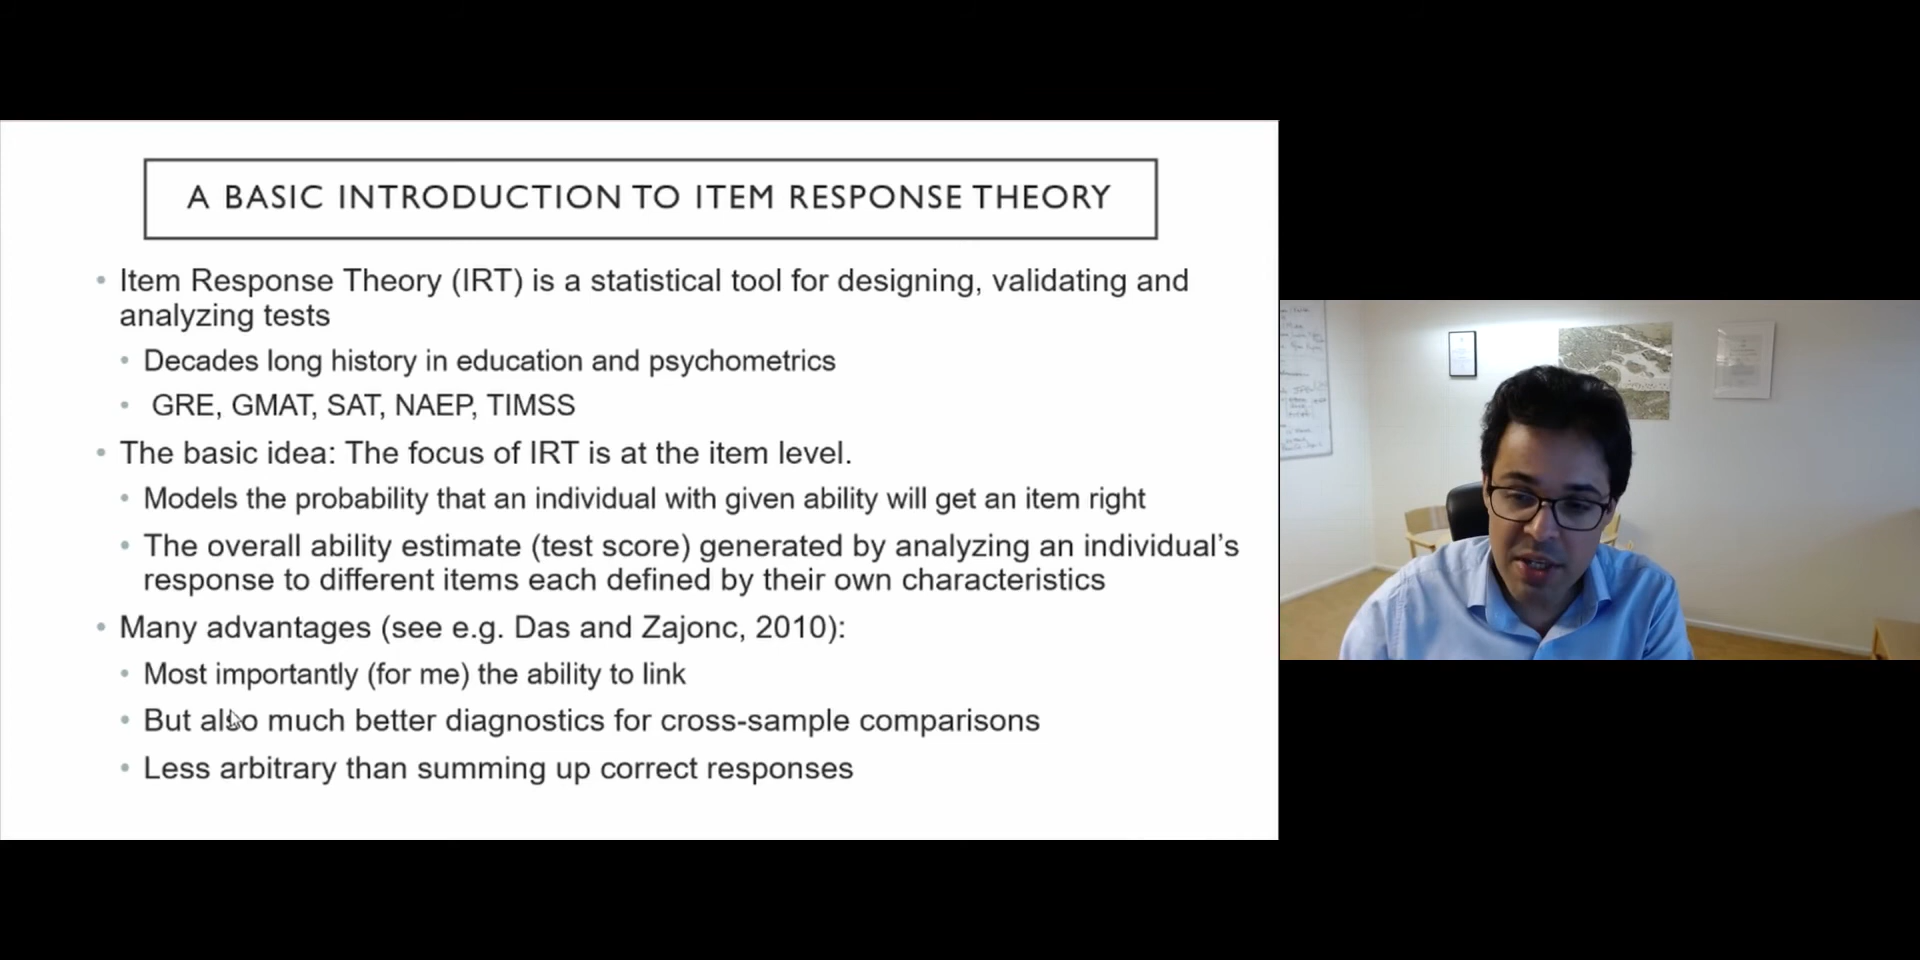 A BASIC INTRODUCTION TO ITEM RESPONSE THEORY
• Item Response Theory (IRT) is a statistical tool for designing, validating and
analyzing tests
• Decades long history in education and psychometrics
• GRE, GMAT, SAT, NAEP, TIMSS
• The basic idea: The focus of IRT is at the item level.
• Models the probability that an individual with given ability will get an item right
• The overall ability estimate (test score) generated by analyzing an individual’s
response to different items each defined by their own characteristics
• Many advantages (see e.g. Das and Zajonc, 2010):
• Most importantly (for me) the ability to link
• But also much better diagnostics for cross-sample comparisons
• Less arbitrary than summing up correct responses